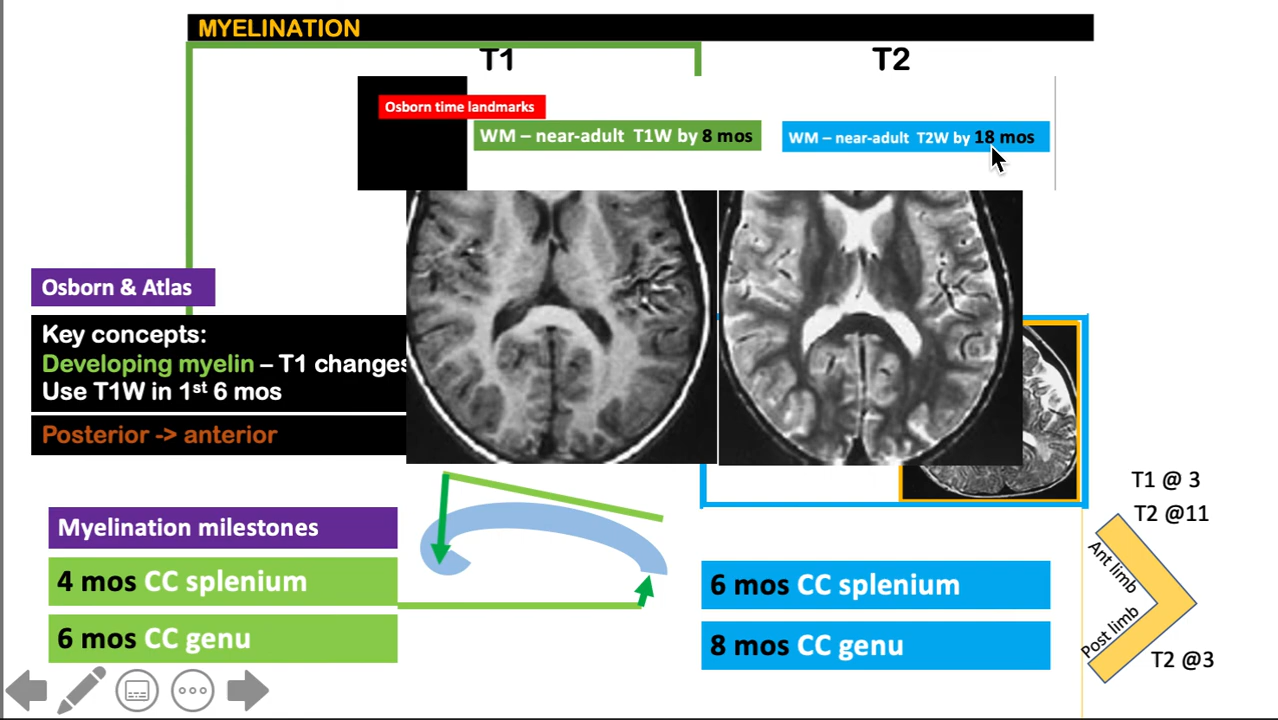 MYELINATION
T1
T2
Osborn time landmarks
WM – near-adult T1W by 8 mos
WM – near-adult T2W by 18 mos
Osborn & Atlas
Key concepts:
Developing myelin – T1 changes
Use T1W in 1st 6 mos
Posterior -> anterior
T1 @ 3
T2 @11
Myelination milestones
4 mos CC splenium
6 mos CC genu
6 mos CC splenium
8 mos CC genu
Ant limb
Post limb
T2 @3